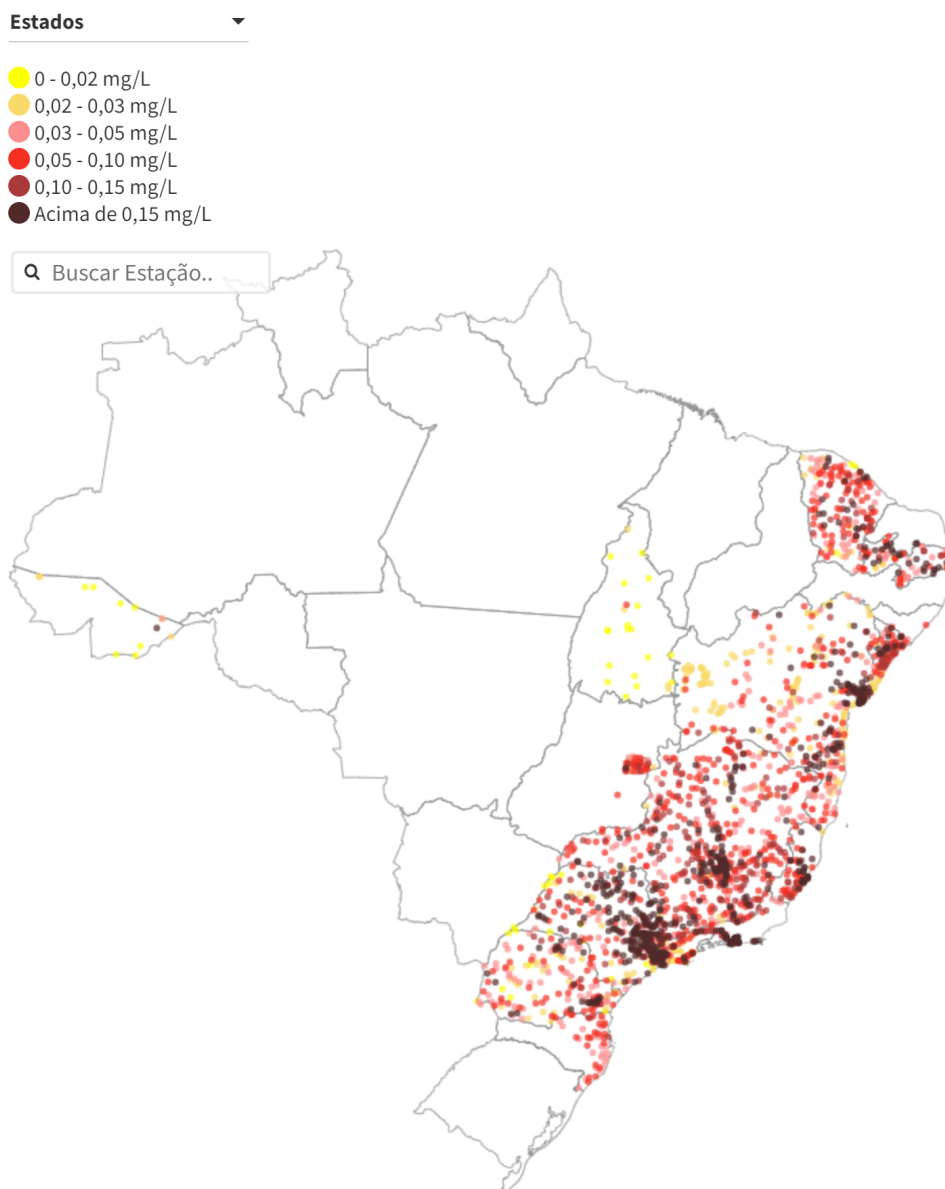 Estados
0 - 0,02 mg/L
0,02 - 0,03 mg/L
0,03 - 0,05 mg/L
0,05 - 0,10 mg/L
0,10 - 0,15 mg/L
Acima de 0,15 mg/L
Buscar Estação..